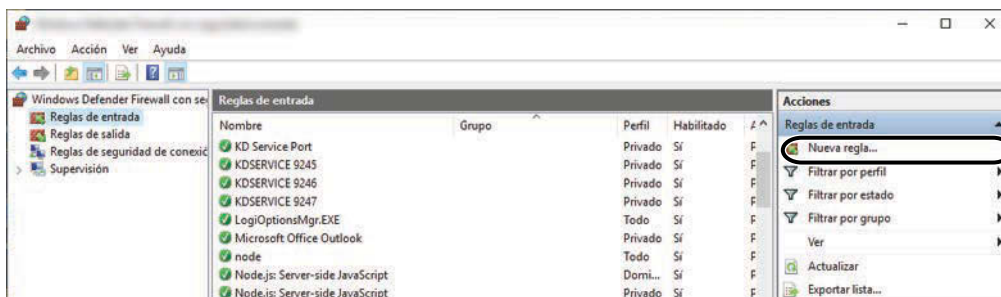 Archivo Acción Ver Ayuda
Windows Defender Firewall con se
Reglas de entrada
Reglas de salida
Reglas de seguridad de conexió
Supervisión
Reglas de entrada
Nombre Grupo Perfil Habilitado
KD Service Port Privado Sí
KDSERVICE 9245 Privado Sí
KDSERVICE 9246 Privado Sí
KDSERVICE 9247 Privado Sí
LogiOptionsMgr.EXE Todo Sí
Microsoft Office Outlook Privado Sí
node Todo Sí
Node.js: Server-side JavaScript Domi... Sí
Node.js: Server-side JavaScript Privado Sí
Acciones
Reglas de entrada
Nueva regla...
Filtrar por perfil
Filtrar por estado
Filtrar por grupo
Ver
Actualizar
Exportar lista...